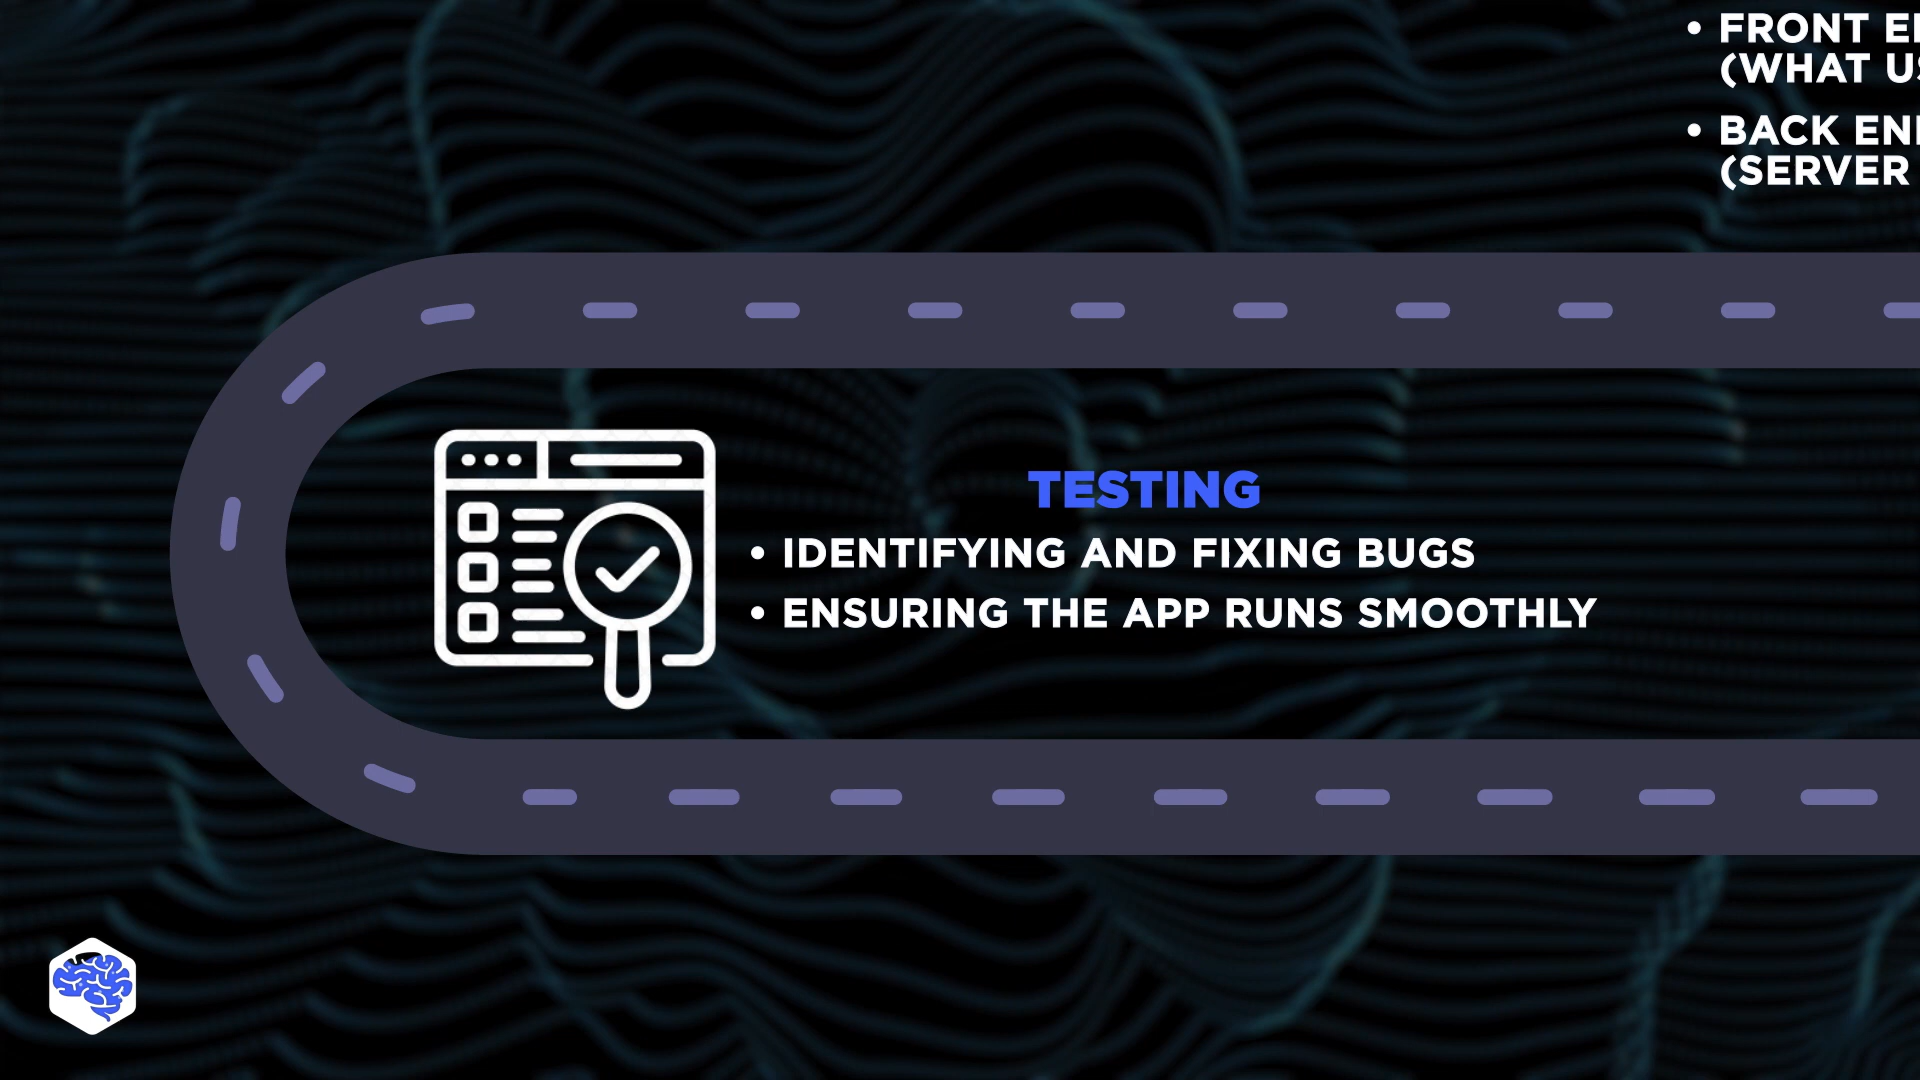 • FRONT
(WHAT
• BACK
(SERVER
TESTING
• IDENTIFYING AND FIXING BUGS
• ENSURING THE APP RUNS SMOOTHLY